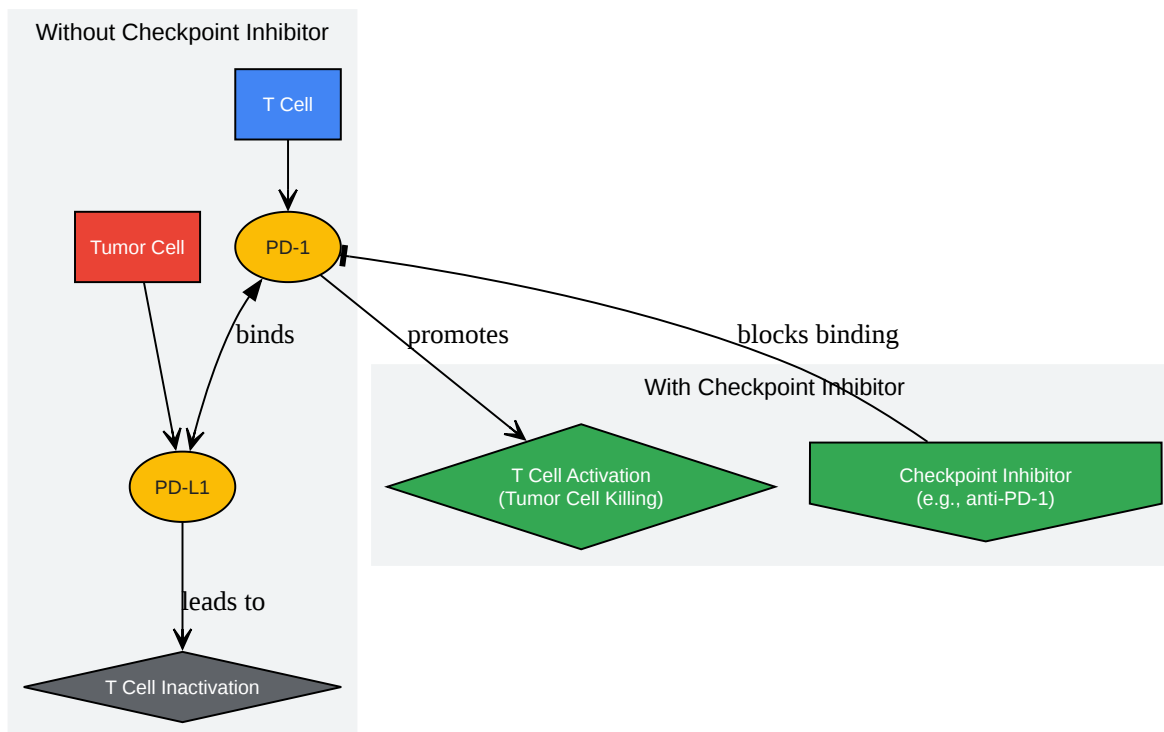 Without Checkpoint Inhibitor
T Cell
Tumor Cell
PD-1
binds
promotes
blocks binding
With Checkpoint Inhibitor
T Cell Activation
(Tumor Cell Killing)
Checkpoint Inhibitor
(e.g., anti-PD-1)
PD-L1
leads to
T Cell Inactivation